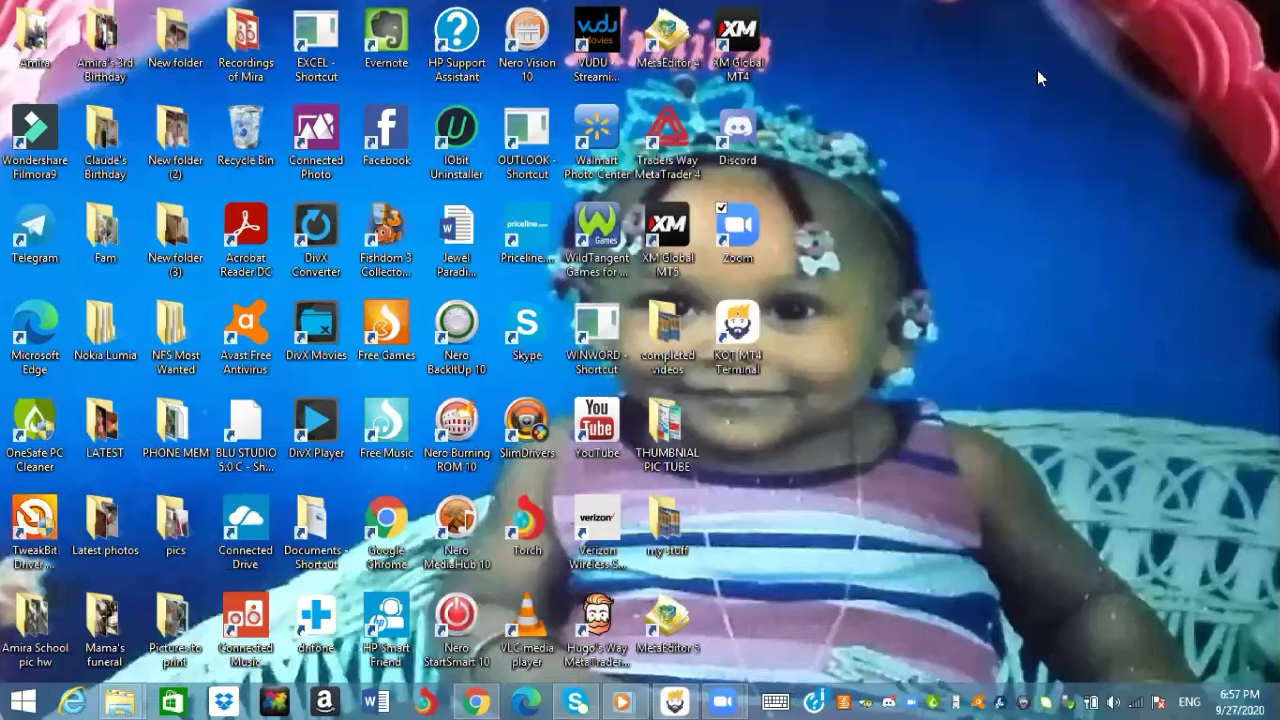 Amira
Amira's 3rd Birthday
New folder
Recordings of Mira
EXCEL - Shortcut
Evernote
HP Support Assistant
Nero Vision 10
VUDU - Streami...
MetaEditor 4
XM Global MT4
Wondershare Filmora9
Claude's Birthday
New folder (2)
Recycle Bin
Connected Photo
Facebook
IObit Uninstaller
OUTLOOK - Shortcut
Walmart Photo Center
Traders Way MetaTrader 4
Discord
Telegram
Fam
New folder (3)
Acrobat Reader DC
DivX Converter
Fishdom 3 Collecto...
Jewel Paradi...
priceline.com
Priceline....
WildTangent Games for ...
XM Global MT5
Zoom
Microsoft Edge
Nokia Lumia
NFS Most Wanted
Avast Free Antivirus
DivX Movies
Free Games
Nero BackItUp 10
Skype
WINWORD - Shortcut
completed videos
KOT MT4 Terminal
OneSafe PC Cleaner
LATEST
PHONE MEM
BLU STUDIO 5.0 C - Sh...
DivX Player
Free Music
Nero Burning ROM 10
SlimDrivers
You Tube
YouTube
THUMBNIAL PIC TUBE
TweakBit Driver ...
Latest photos
pics
Connected Drive
Documents - Shortcut
Google Chrome
Nero MediaHub 10
Torch
verizon
Verizon Wireless S...
my stuff
Amira School pic hw
Mama's funeral
Pictures to print
Connected Music
drfone
HP Smart Friend
Nero StartSmart 10
VLC media player
Hugo's Way MetaTrader...
MetaEditor 5
ENG
6:57 PM
9/27/2020